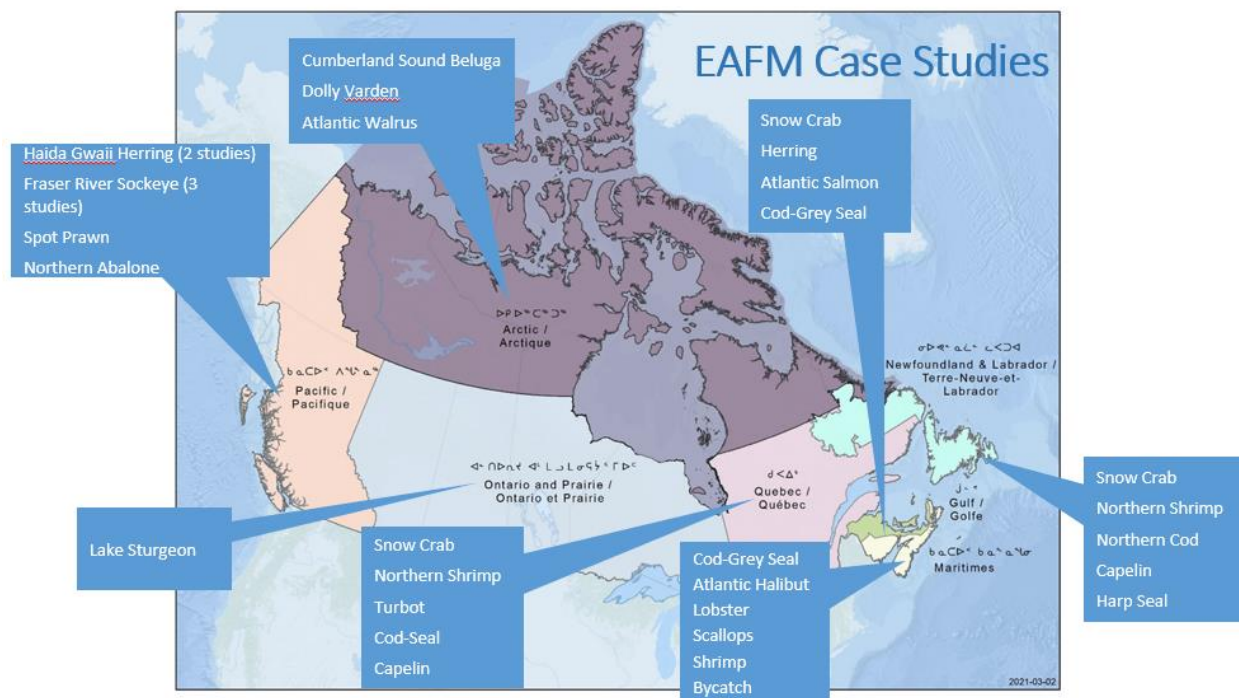 EAFM Case Studies
Cumberland Sound Beluga
Dolly Varden
Atlantic Walrus
Snow Crab
Herring
Atlantic Salmon
Cod-Grey Seal
Haida Gwaii Herring (2 studies)
Fraser River Sockeye (3
studies)
Spot Prawn
Northern Abalone
Arctic /
Arctique
Newfoundland & Labrador /
Terre-Neuve-et-
Labrador
Pacific /
Pacifique
Ontario and Prairie /
Ontario et Prairie
ᑯᐸᐃᒃ
Quebec /
Québec
Gulf /
Golfe
Maritimes
Lake Sturgeon
Snow Crab
Northern Shrimp
Turbot
Cod-Seal
Capelin
Cod-Grey Seal
Atlantic Halibut
Lobster
Scallops
Shrimp
Bycatch
Snow Crab
Northern Shrimp
Northern Cod
Capelin
Harp Seal
2021-03-02